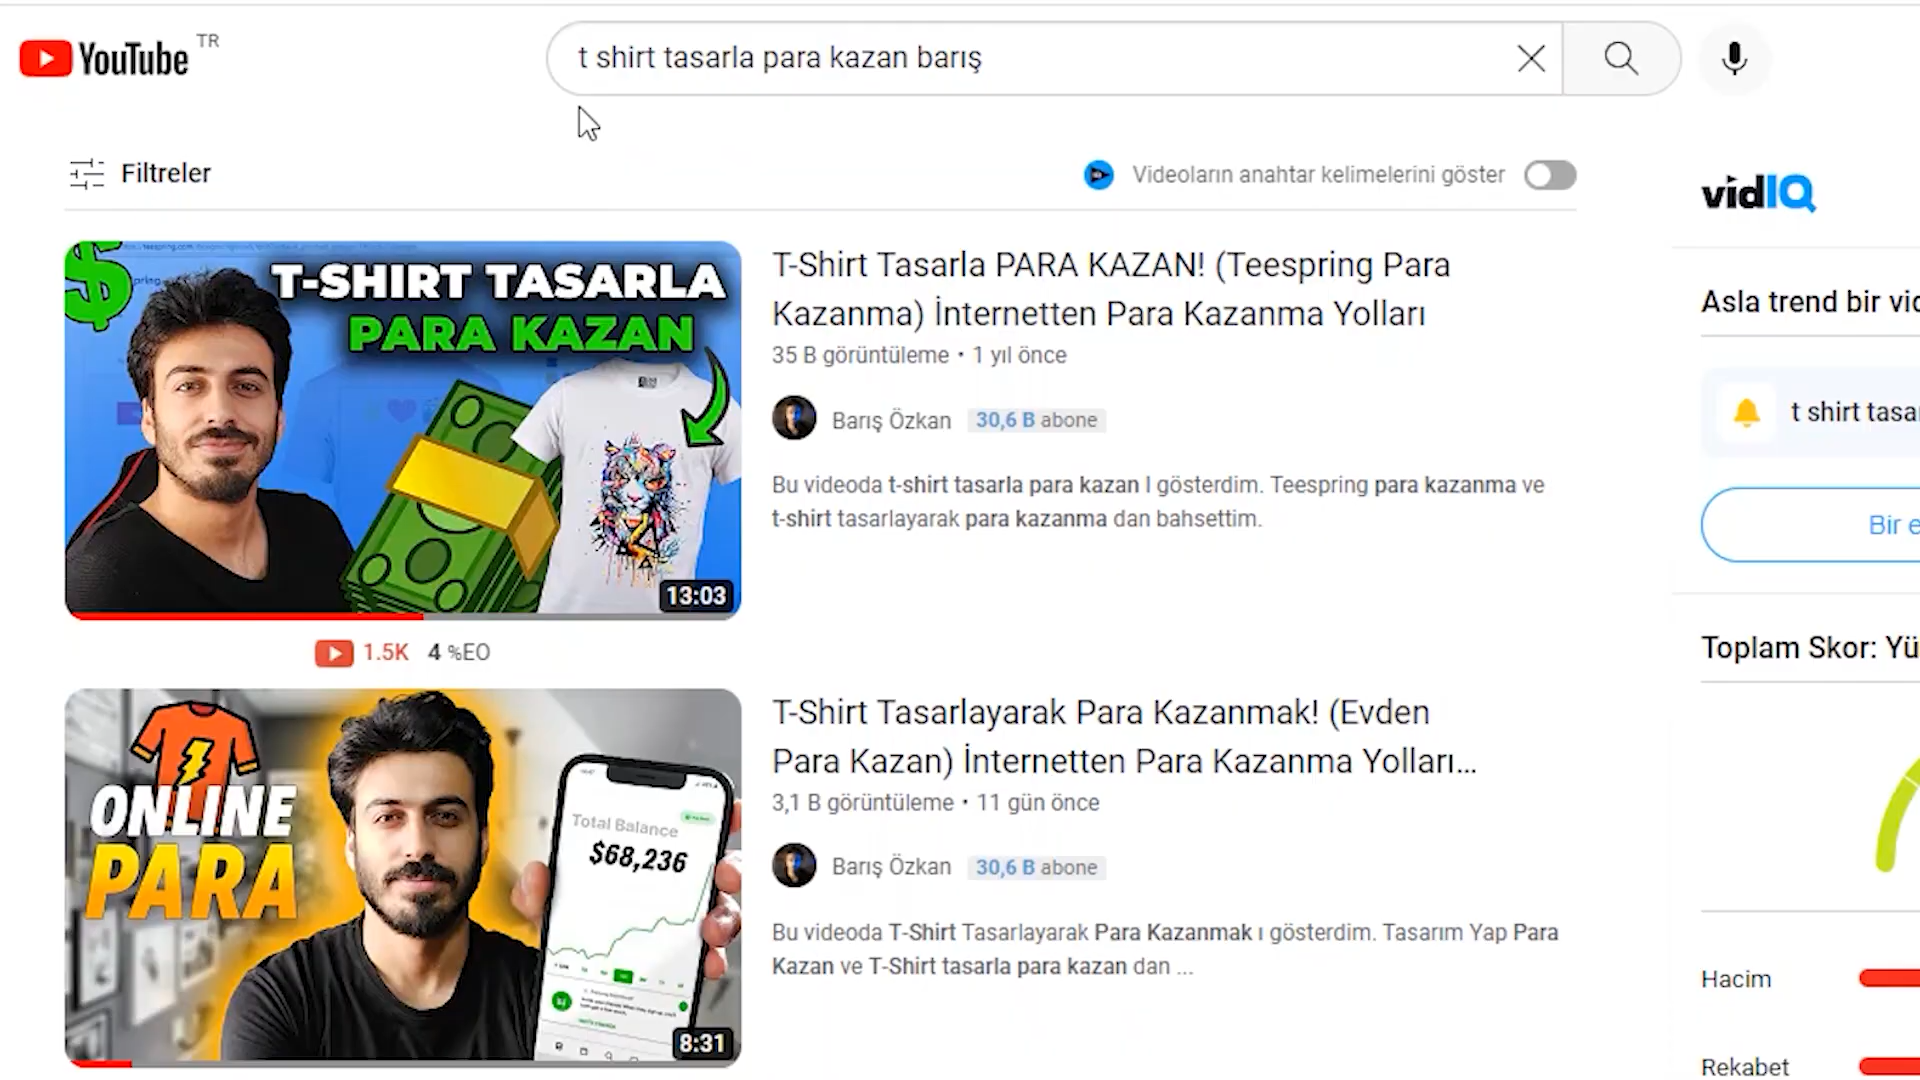 YouTube TR
t shirt tasarla para kazan barış
Filtreler
Videoların anahtar kelimelerini göster
vidIQ
T-SHIRT TASARLA
PARA KAZAN
13:03
T-Shirt Tasarla PARA KAZAN! (Teespring Para
Kazanma) İnternetten Para Kazanma Yolları
35 B görüntüleme • 1 yıl önce
Barış Özkan 30,6 B abone
Bu videoda t-shirt tasarla para kazan I gösterdim. Teespring para kazanma ve
t-shirt tasarlayarak para kazanma dan bahsettim.
1.5K 4 %EO
ONLINE
PARA
Total Balance
$68,236
8:31
T-Shirt Tasarlayarak Para Kazanmak! (Evden
Para Kazan) İnternetten Para Kazanma Yolları...
3,1 B görüntüleme • 11 gün önce
Barış Özkan 30,6 B abone
Bu videoda T-Shirt Tasarlayarak Para Kazanmak ı gösterdim. Tasarım Yap Para
Kazan ve T-Shirt tasarla para kazan dan ...
Asla trend bir vid
t shirt tasar
Bir e
Toplam Skor: Yü
Hacim
Rekabet